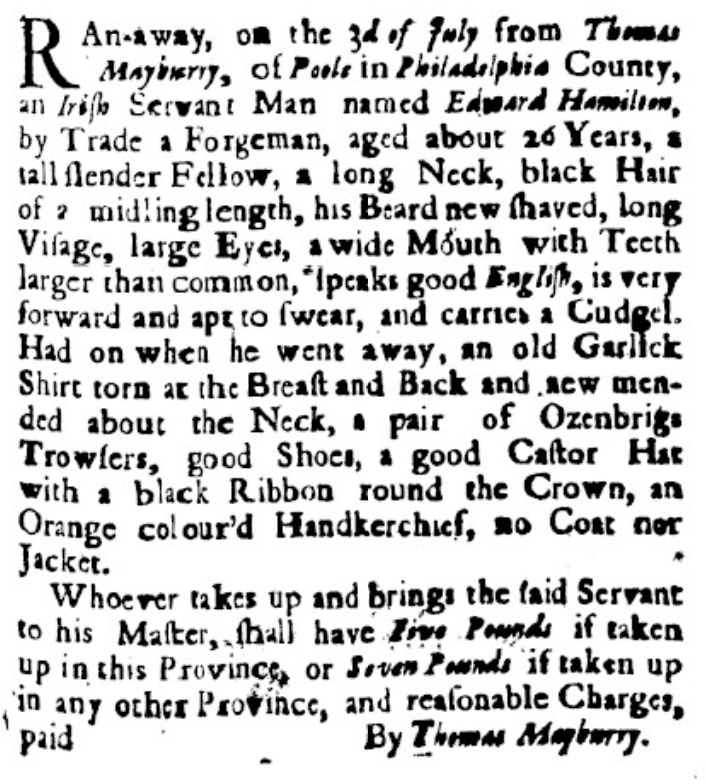 RAn-away, on the 3d of July from Thomas
Mayburry, of Pools in Philadelphia County,
an Iriſh Servant Man named Edward Hamilton,
by Trade a Forgeman, aged about 26 Years, a
tall ſlender Fellow, a long Neck, black Hair
of a midling length, his Beard new ſhaved, long
Viſage, large Eyes, a wide Mouth with Teeth
larger than common, ſpeaks good Engliſh, is very
forward and apt to ſwear, and carries a Cudgel.
Had on when he went away, an old Garlick
Shirt torn at the Breaſt and Back and new men-
ded about the Neck, a pair of Ozenbrigs
Trowſers, good Shoes, a good Caſtor Hat
with a black Ribbon round the Crown, an
Orange colour'd Handkerchief, no Coat nor
Jacket.
Whoever takes up and brings the ſaid Servant
to his Maſter, ſhall have Five Pounds if taken
up in this Province, or Seven Pounds if taken up
in any other Province, and reaſonable Charges,
paid By Thomas Mayburry.